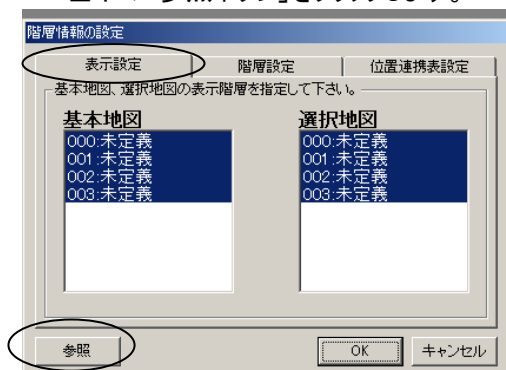 階層情報の設定
表示設定 階層設定 位置連携表設定
基本地図、選択地図の表示階層を指定して下さい。
基本地図 選択地図
000:未定義 000:未定義
001:未定義 001:未定義
002:未定義 002:未定義
003:未定義 003:未定義
参照 OK キャンセル